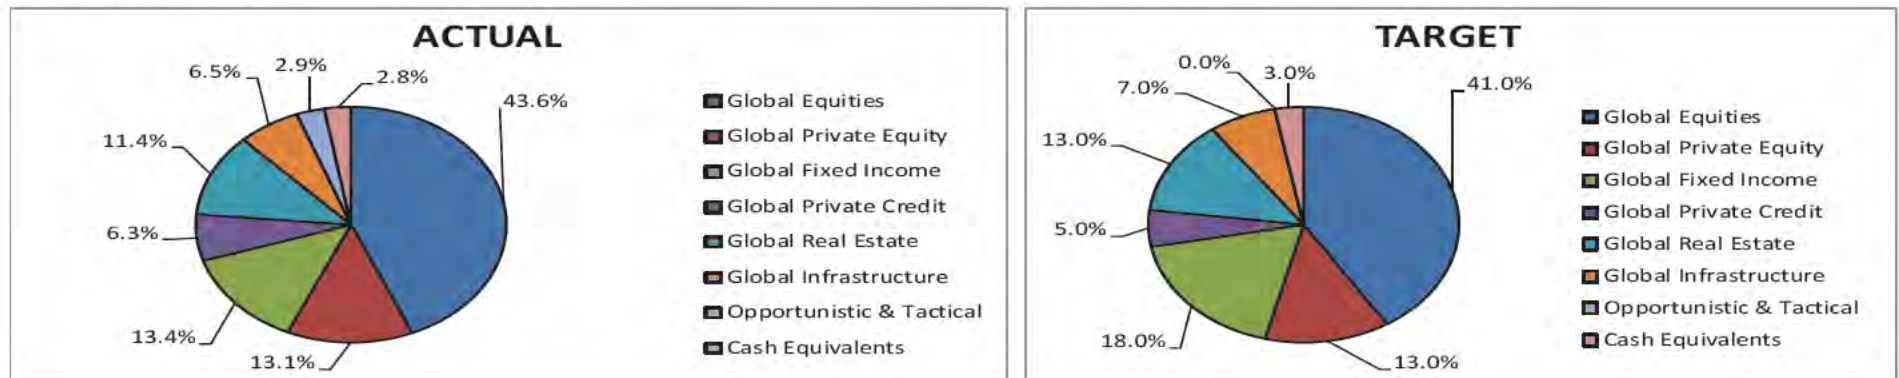 ACTUAL
2.9%
6.5%
2.8%
43.6%
11.4%
6.3%
13.4%
13.1%
Global Equities
Global Private Equity
Global Fixed Income
Global Private Credit
Global Real Estate
Global Infrastructure
Opportunistic & Tactical
Cash Equivalents
TARGET
0.0%
3.0%
7.0%
41.0%
13.0%
5.0%
18.0%
13.0%
Global Equities
Global Private Equity
Global Fixed Income
Global Private Credit
Global Real Estate
Global Infrastructure
Opportunistic & Tactical
Cash Equivalents